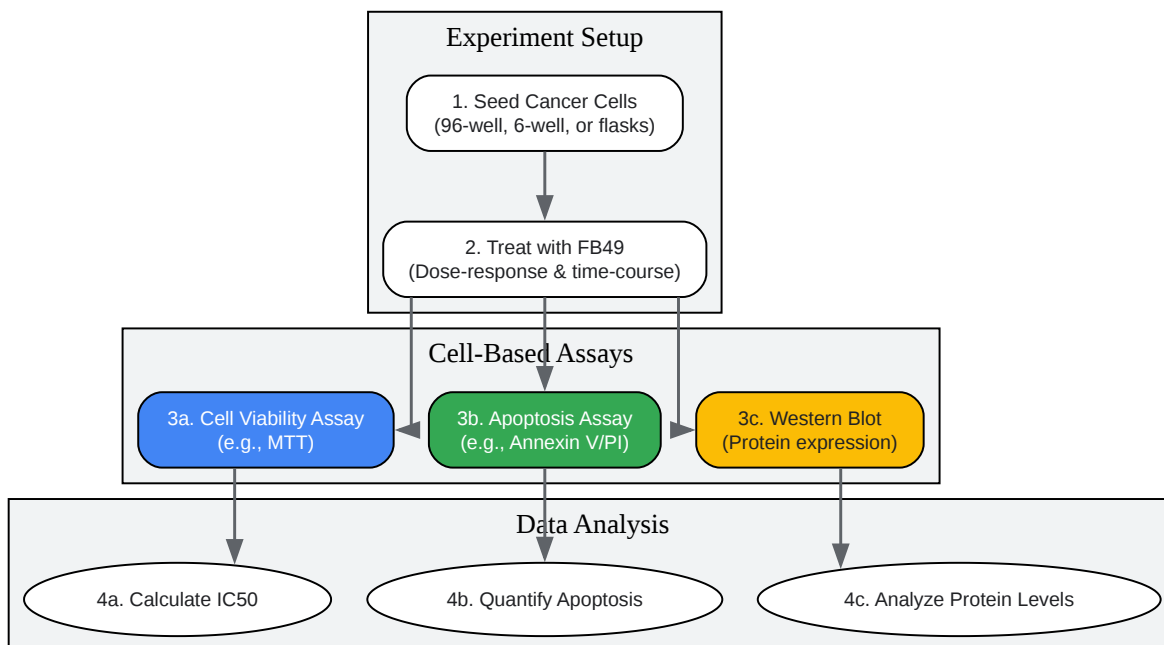 Experiment Setup
1. Seed Cancer Cells
(96-well, 6-well, or flasks)
2. Treat with FB49
(Dose-response & time-course)
Cell-Based Assays
3a. Cell Viability Assay
(e.g., MTT)
3b. Apoptosis Assay
(e.g., Annexin V/PI)
3c. Western Blot
(Protein expression)
Data Analysis
4a. Calculate IC50
4b. Quantify Apoptosis
4c. Analyze Protein Levels